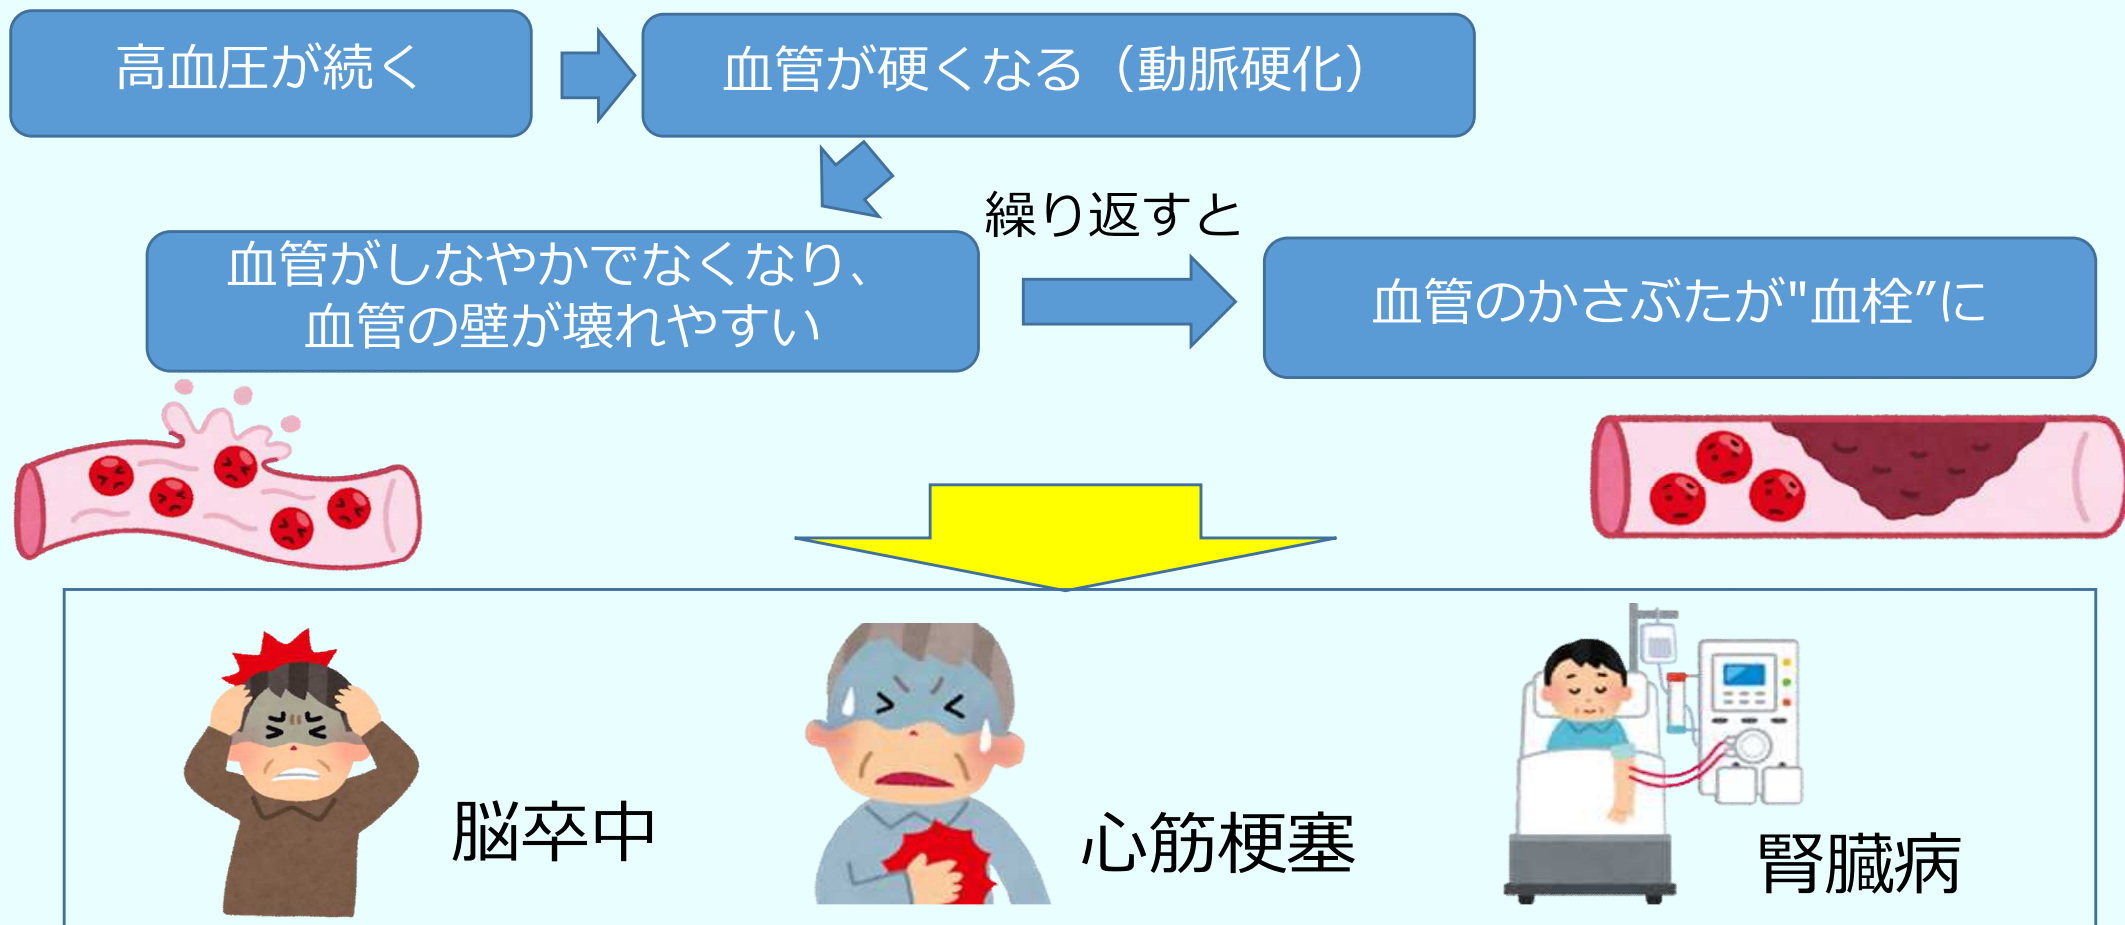 高血圧が続く
血管が硬くなる（動脈硬化）
繰り返すと
血管がしなやかでなくなり、
血管の壁が壊れやすい
血管のかさぶたが"血栓”に
脳卒中
心筋梗塞
腎臓病